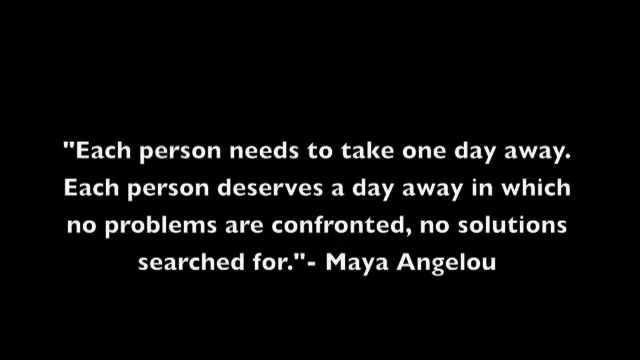 "Each person needs to take one day away.
Each person deserves a day away in which
no problems are confronted, no solutions
searched for."- Maya Angelou